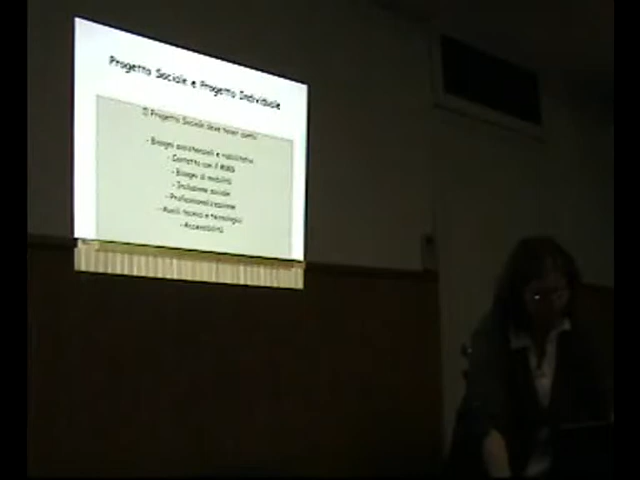 Progetto Sociale e Progetto Individuale
Il Progetto Sociale deve tener conto:
- Bisogni assistenziali e riabilitativi
- Contatto con il
- Bisogni di mobilità
- Inclusione sociale
- Professionalizzazione
- Ausili tecnici e tecnologici
- Accessibilità